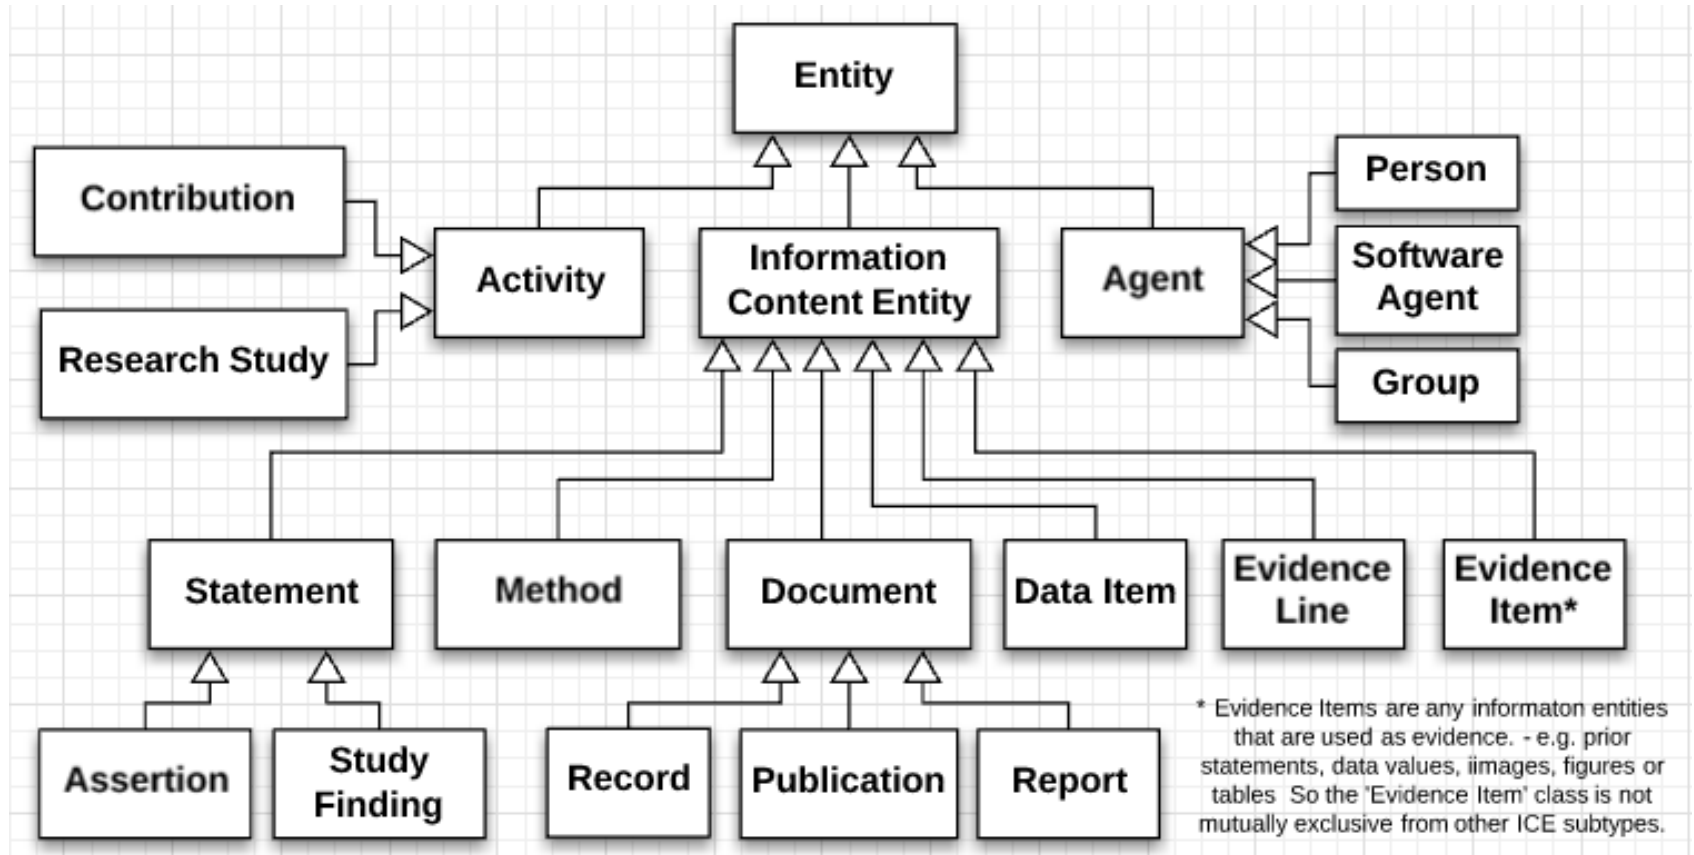 Entity
Contribution
Research Study
Activity
Information
Content Entity
Agent
Person
Software
Agent
Group
Statement
Method
Document
Data Item
Evidence
Line
Evidence
Item*
Assertion
Study
Finding
Record
Publication
Report
* Evidence Items are any informaton entities
that are used as evidence. - e.g. prior
statements, data values, iimages, figures or
tables  So the 'Evidence Item' class is not
mutually exclusive from other ICE subtypes.